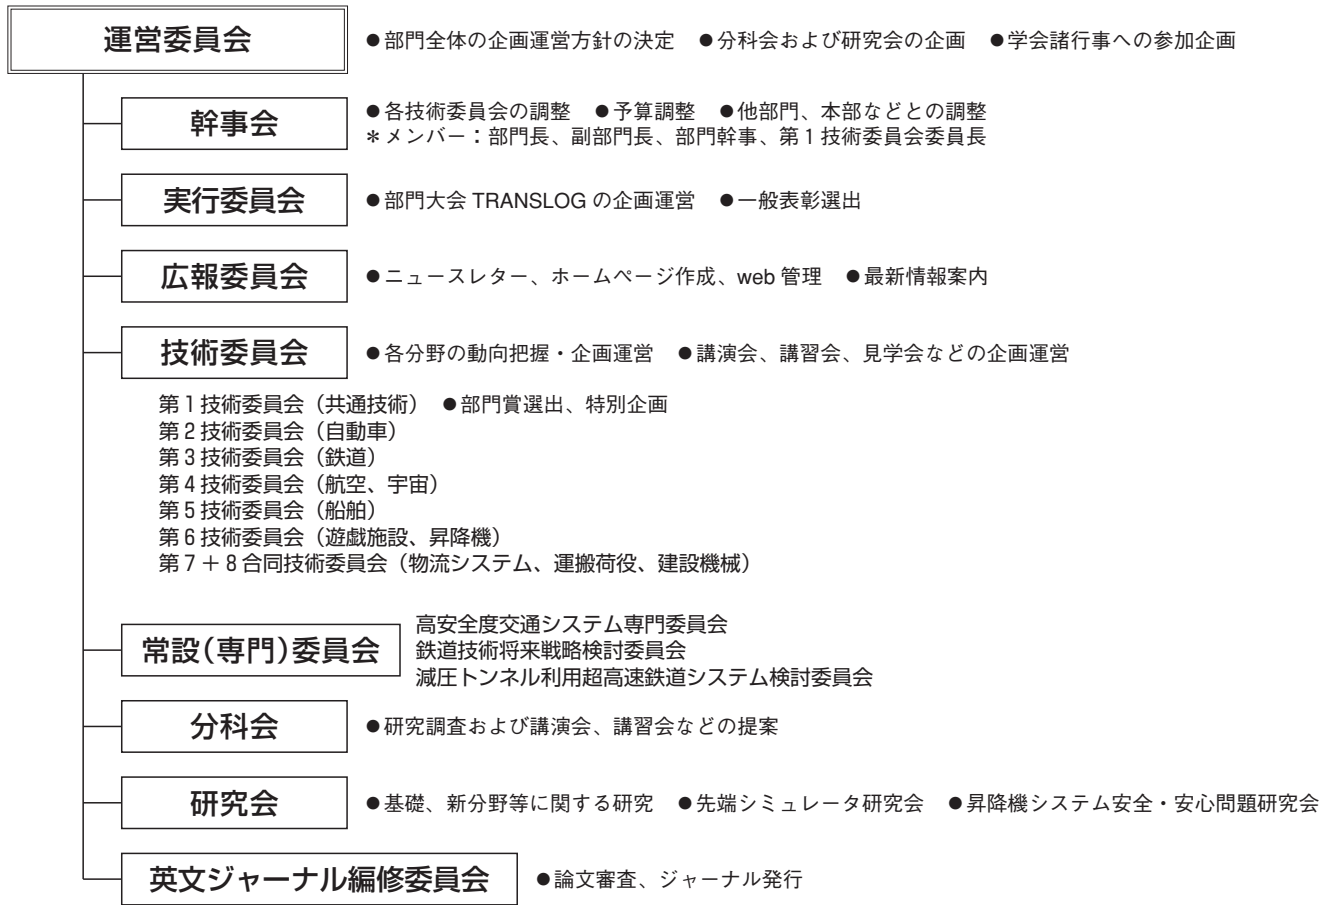 運営委員会 ●部門全体の企画運営方針の決定 ●分科会および研究会の企画 ●学会諸行事への参加企画
幹事会 ●各技術委員会の調整 ●予算調整 ●他部門、本部などとの調整
＊メンバー：部門長、副部門長、部門幹事、第1技術委員会委員長
実行委員会 ●部門大会 TRANSLOG の企画運営 ●一般表彰選出
広報委員会 ●ニュースレター、ホームページ作成、web 管理 ●最新情報案内
技術委員会 ●各分野の動向把握・企画運営 ●講演会、講習会、見学会などの企画運営
第1技術委員会（共通技術） ●部門賞選出、特別企画
第2技術委員会（自動車）
第3技術委員会（鉄道）
第4技術委員会（航空、宇宙）
第5技術委員会（船舶）
第6技術委員会（遊戯施設、昇降機）
第7＋8合同技術委員会（物流システム、運搬荷役、建設機械）
常設（専門）委員会
高安全度交通システム専門委員会
鉄道技術将来戦略検討委員会
減圧トンネル利用超高速鉄道システム検討委員会
分科会 ●研究調査および講演会、講習会などの提案
研究会 ●基礎、新分野等に関する研究 ●先端シミュレータ研究会 ●昇降機システム安全・安心問題研究会
英文ジャーナル編修委員会 ●論文審査、ジャーナル発行